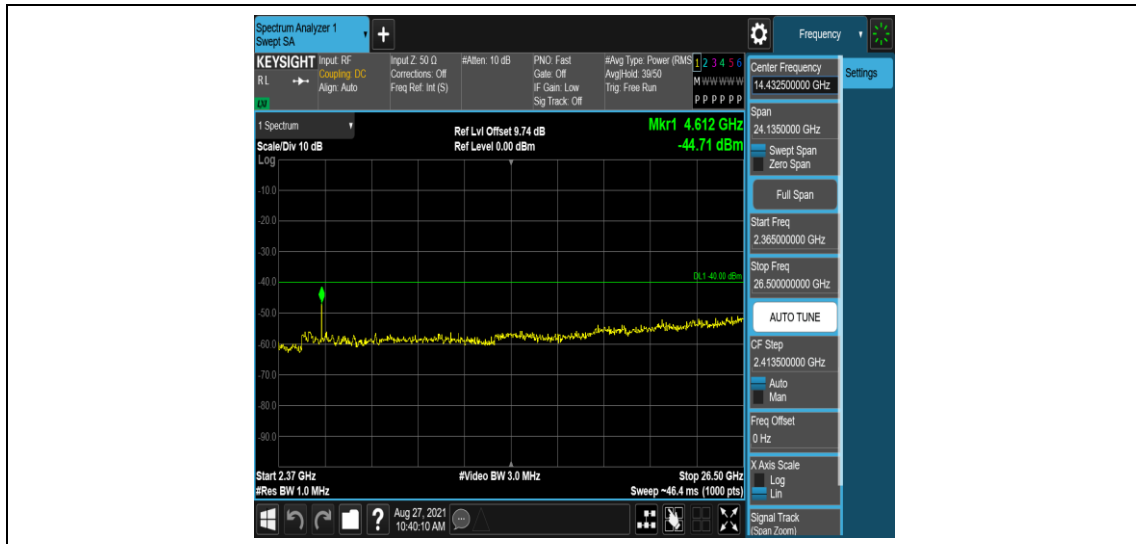 Spectrum Analyzer 1
Swept SA
+
Frequency
KEYSIGHT
RL
LXI
Input: RF
Coupling: DC
Align: Auto
Input Z: 50 Ω
Corrections: Off
Freq Ref: Int (S)
#Atten: 10 dB
PNO: Fast
Gate: Off
IF Gain: Low
Sig Track: Off
#Avg Type: Power (RMS
Avg|Hold: 39/50
Trig: Free Run
1 2 3 4 5 6
M W W W W W
P P P P P P
Center Frequency
14.432500000 GHz
Settings
Span
24.1350000 GHz
Swept Span
Zero Span
Full Span
Start Freq
2.365000000 GHz
Stop Freq
26.500000000 GHz
AUTO TUNE
CF Step
2.413500000 GHz
Auto
Man
Freq Offset
0 Hz
X Axis Scale
Log
Lin
Signal Track
(Span Zoom)
1 Spectrum
Scale/Div 10 dB
Log
Ref Lvl Offset 9.74 dB
Ref Level 0.00 dBm
Mkr1 4.612 GHz
-44.71 dBm
-10.0
-20.0
-30.0
-40.0
DL1 -40.00 dBm
-50.0
-60.0
-70.0
-80.0
-90.0
Start 2.37 GHz
#Res BW 1.0 MHz
#Video BW 3.0 MHz
Stop 26.50 GHz
Sweep ~46.4 ms (1000 pts)
?
Aug 27, 2021
10:40:10 AM